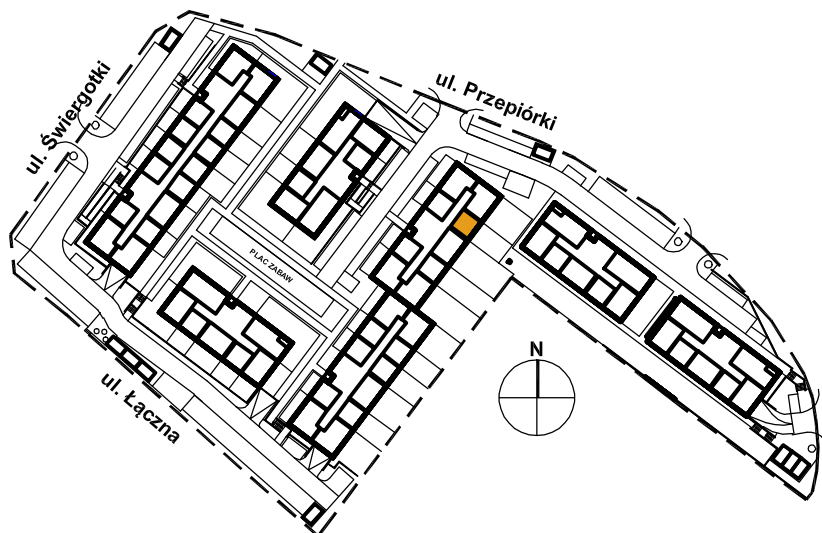 ul. Świergotki
ul. Przepiórki
PLAC ZABAW
N
ul. Łączna